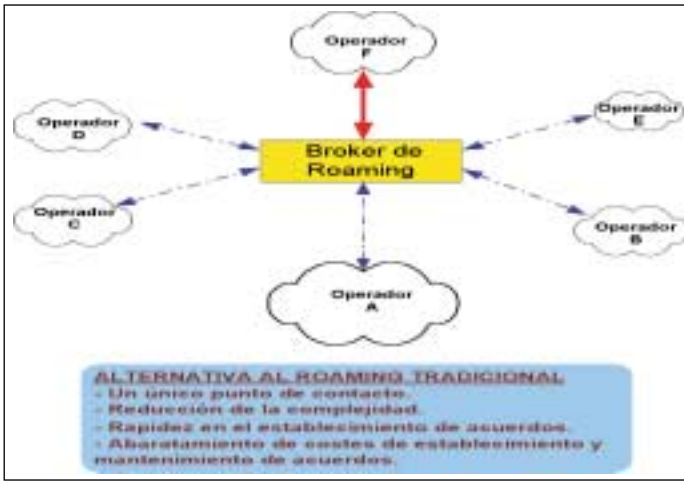 Operador
F
Operador
D
Operador
E
Broker de
Roaming
Operador
C
Operador
B
Operador
A
ALTERNATIVA AL ROAMING TRADICIONAL
- Un único punto de contacto.
- Reducción de la complejidad.
- Rapidez en el establecimiento de acuerdos.
- Abaratamiento de costes de establecimiento y
mantenimiento de acuerdos.